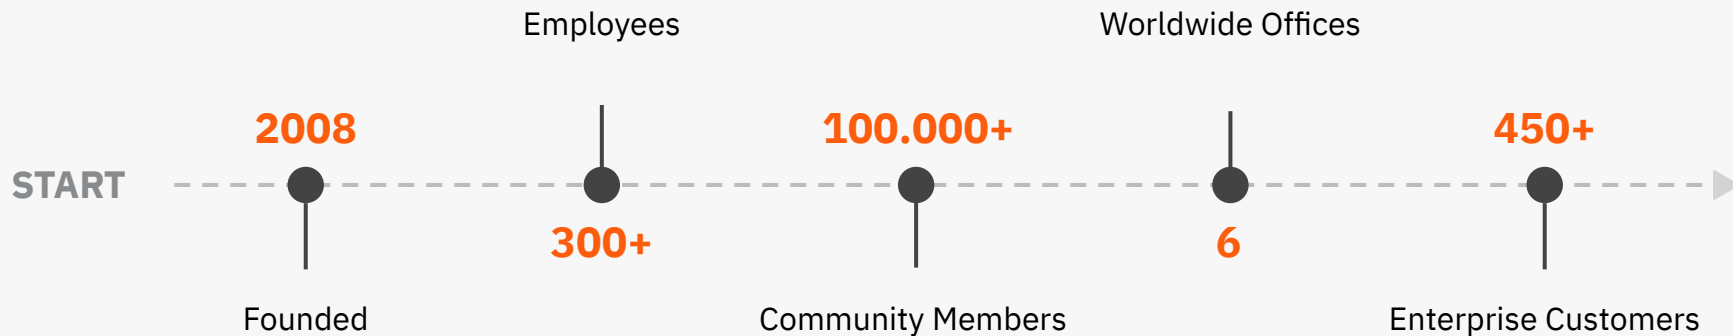 Employees
Worldwide Offices
2008
100.000+
450+
START
300+
6
Founded
Community Members
Enterprise Customers